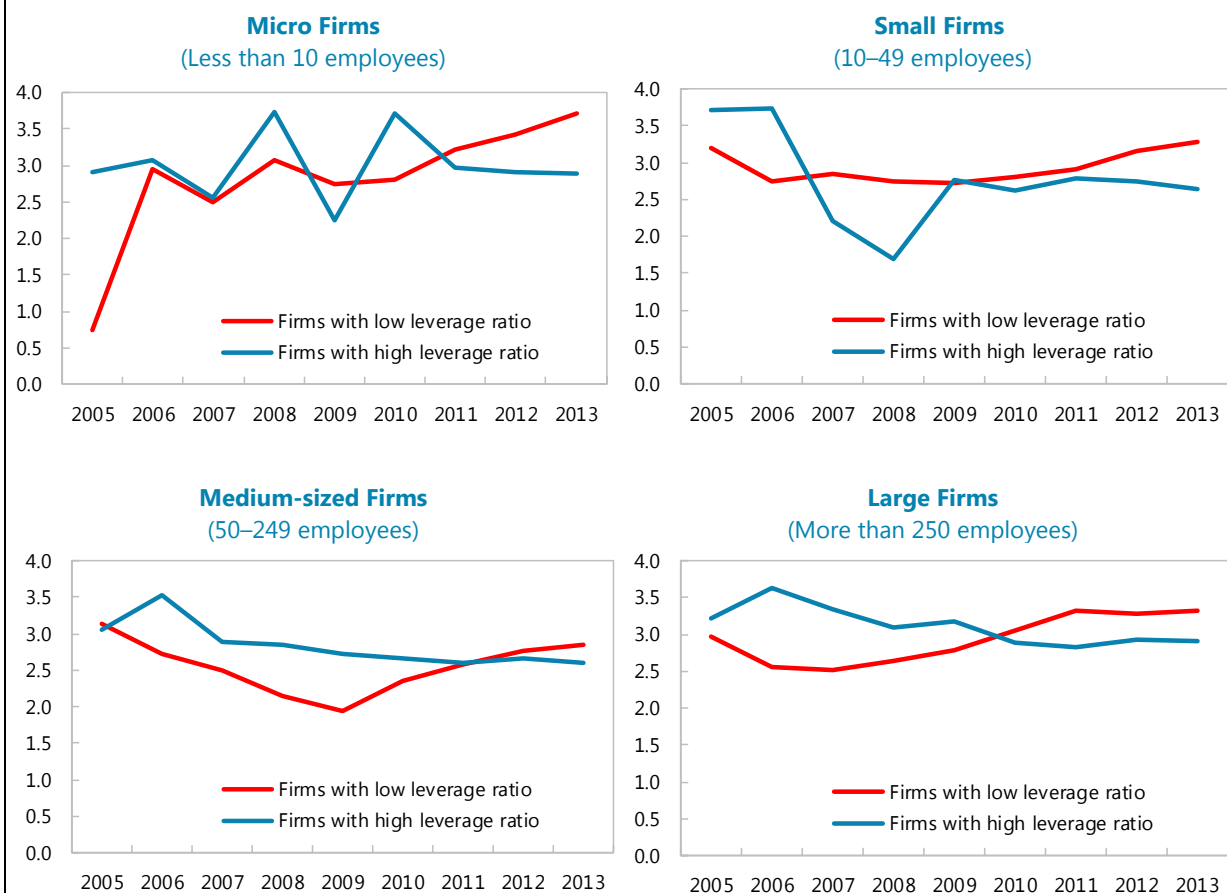 Micro Firms
(Less than 10 employees)
4.0
3.5
3.0
2.5
2.0
1.5
1.0
0.5
0.0
Firms with low leverage ratio
Firms with high leverage ratio
2005 2006 2007 2008 2009 2010 2011 2012 2013
Small Firms
(10–49 employees)
4.0
3.5
3.0
2.5
2.0
1.5
1.0
0.5
0.0
Firms with low leverage ratio
Firms with high leverage ratio
2005 2006 2007 2008 2009 2010 2011 2012 2013
Medium-sized Firms
(50–249 employees)
4.0
3.5
3.0
2.5
2.0
1.5
1.0
0.5
0.0
Firms with low leverage ratio
Firms with high leverage ratio
2005 2006 2007 2008 2009 2010 2011 2012 2013
Large Firms
(More than 250 employees)
4.0
3.5
3.0
2.5
2.0
1.5
1.0
0.5
0.0
Firms with low leverage ratio
Firms with high leverage ratio
2005 2006 2007 2008 2009 2010 2011 2012 2013